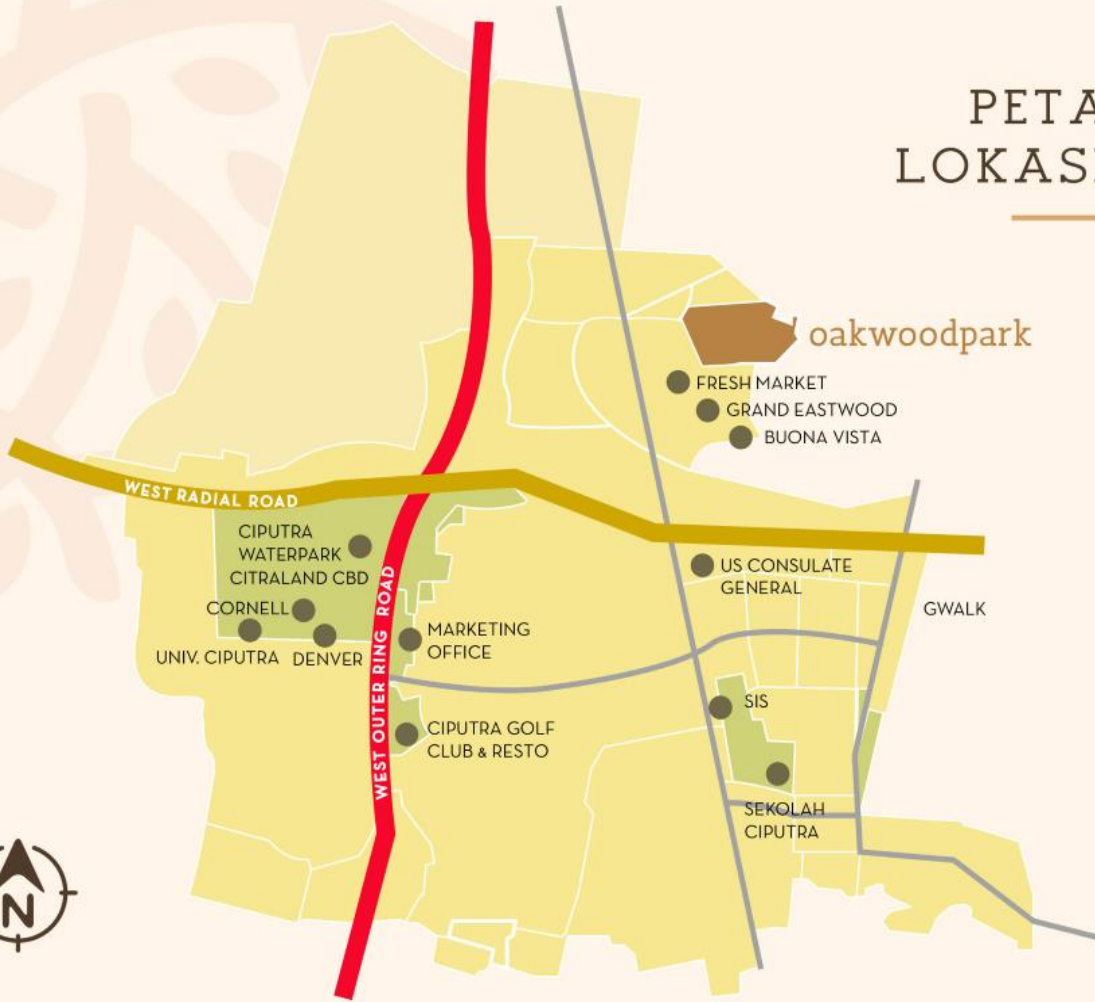 PETA
LOKASI
oakwoodpark
FRESH MARKET
GRAND EASTWOOD
BUONA VISTA
WEST RADIAL ROAD
CIPUTRA
WATERPARK
CITRALAND CBD
CORNELL
UNIV. CIPUTRA
DENVER
WEST OUTER RING ROAD
MARKETING
OFFICE
CIPUTRA GOLF
CLUB & RESTO
US CONSULATE
GENERAL
GWALK
SIS
SEKOLAH
CIPUTRA
N